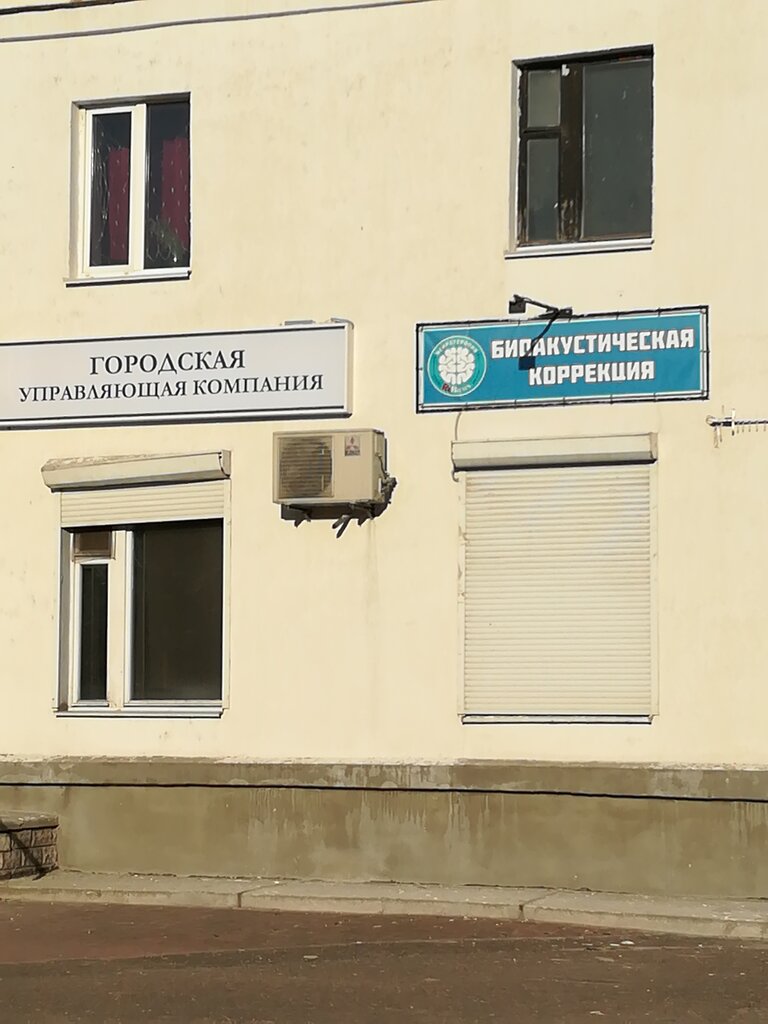 ГОРОДСКАЯ
УПРАВЛЯЮЩАЯ КОМПАНИЯ
БИОАКУСТИЧЕСКАЯ
КОРРЕКЦИЯ